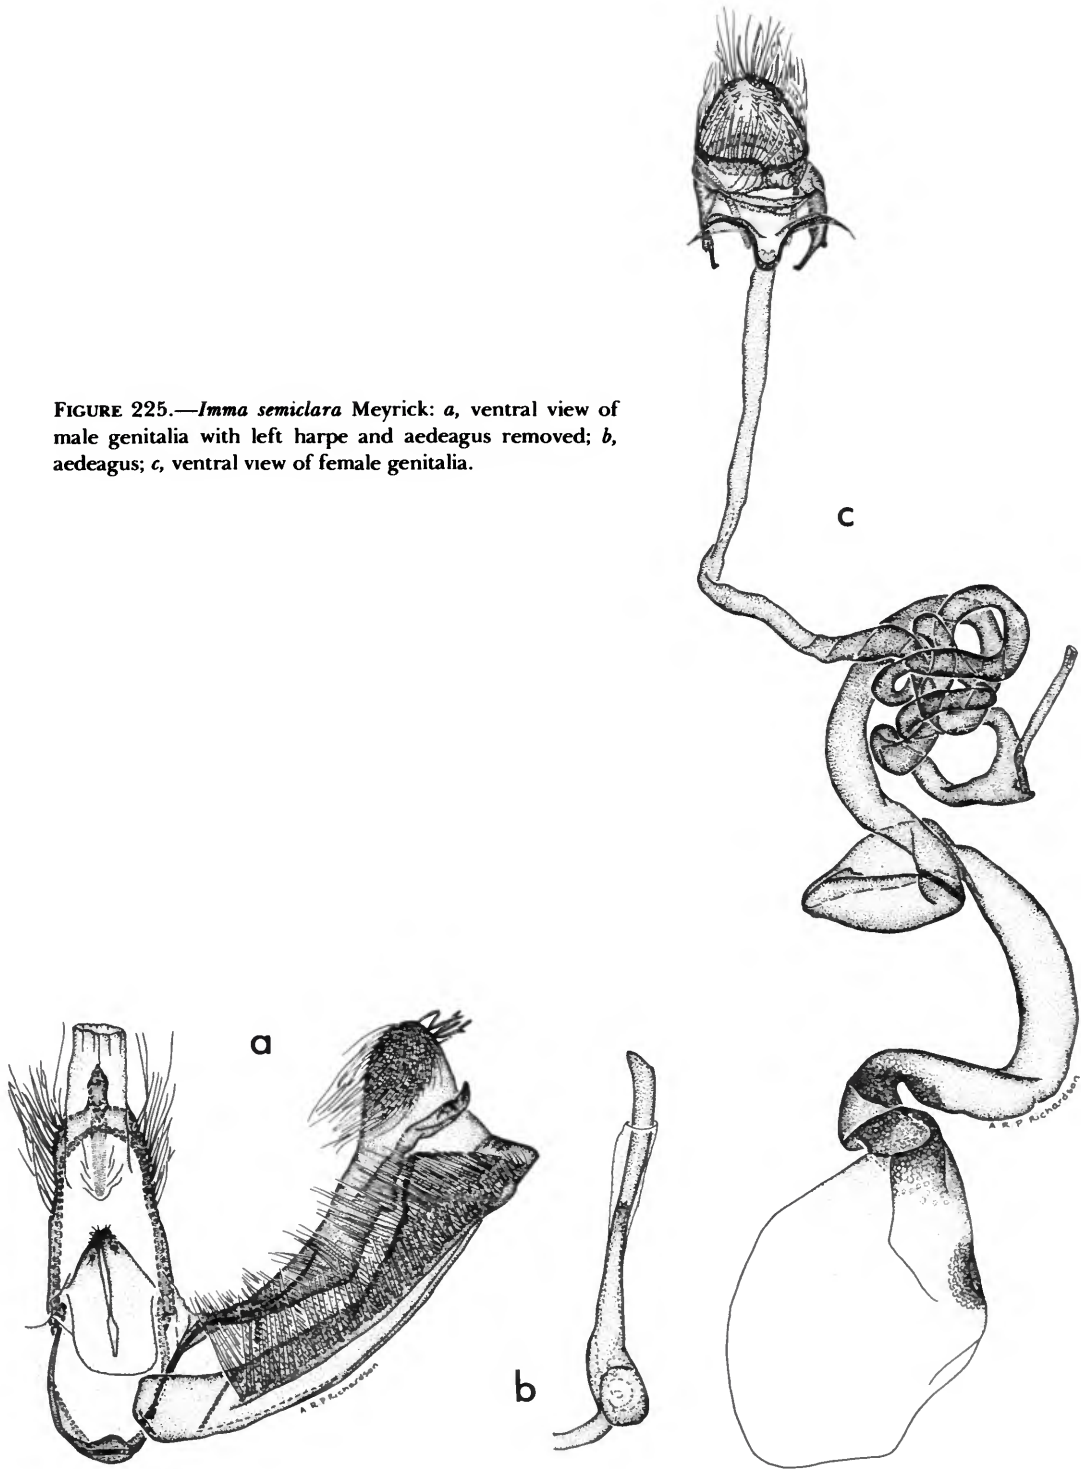 FIGURE 225.—Imma semiclara Meyrick: a, ventral view of
male genitalia with left harpe and aedeagus removed; b,
aedeagus; c, ventral view of female genitalia.
c
a
A R P Richardson
b
A R P Richardson